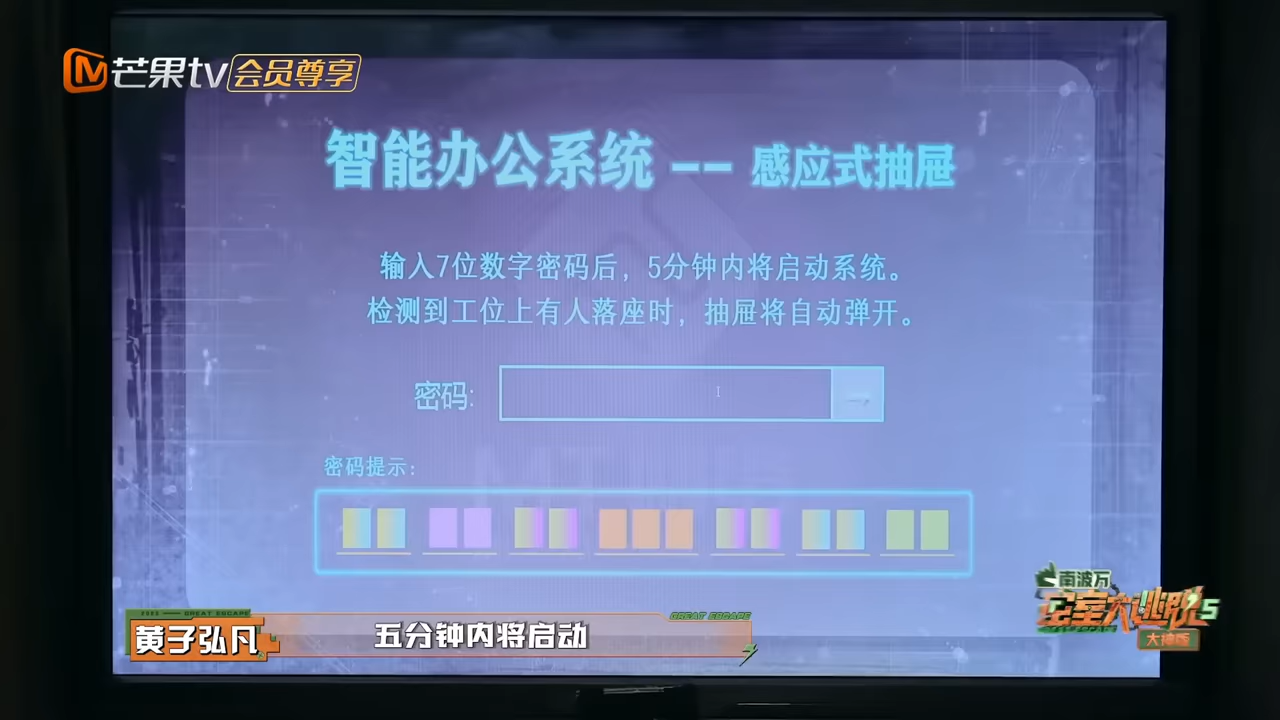 芒果tv会员尊享
智能办公系统 -- 感应式抽屉
输入7位数字密码后，5分钟内将启动系统。
检测到工位上有人落座时，抽屉将自动弹开。
密码:
密码提示:
GREAT ESCAPE
GREAT ESCAPE
黄子弘凡
五分钟内将启动
南波万
密室大逃脱5
大神版